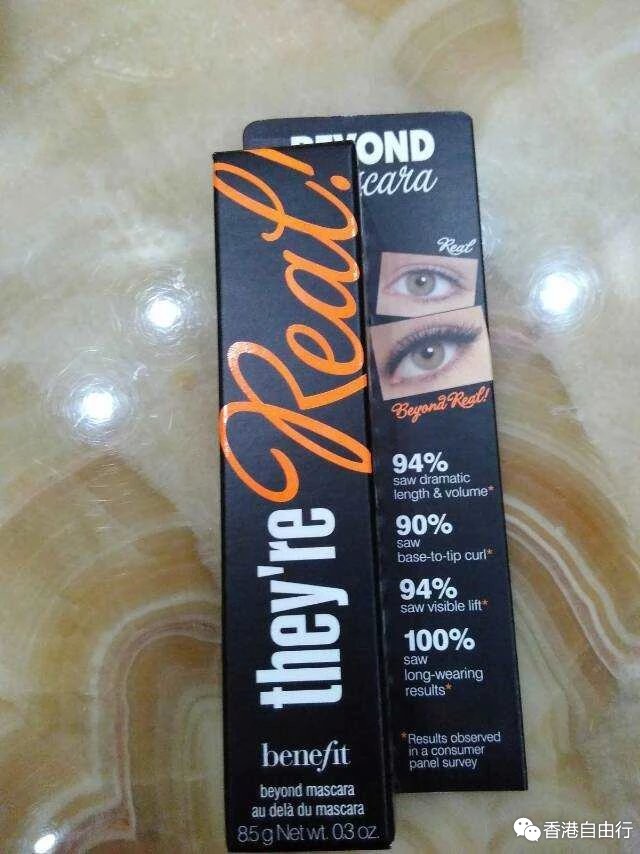 BEYOND
Real
Beyond Real!
94%
saw dramatic
length & volume*
90%
saw
base-to-tip curl*
94%
saw visible lift*
100%
saw
long-wearing
results*
*Results observed
in a consumer
panel survey
they're
Real!
benefit
beyond mascara
au delà du mascara
8.5 g Net wt. 0.3 oz.
香港自由行